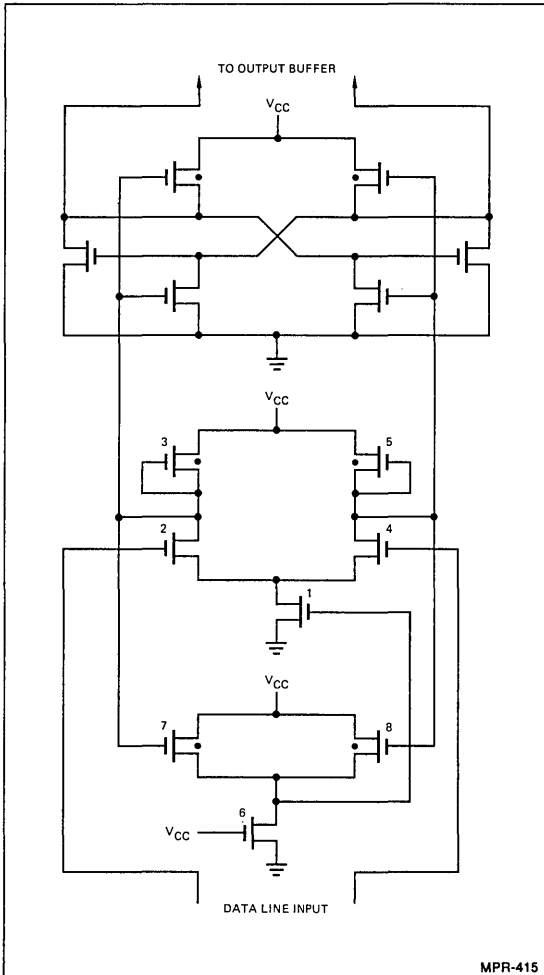 TO OUTPUT BUFFER
VCC
VCC
3
5
2
4
1
VCC
7
8
6
VCC
DATA LINE INPUT
MPR-415